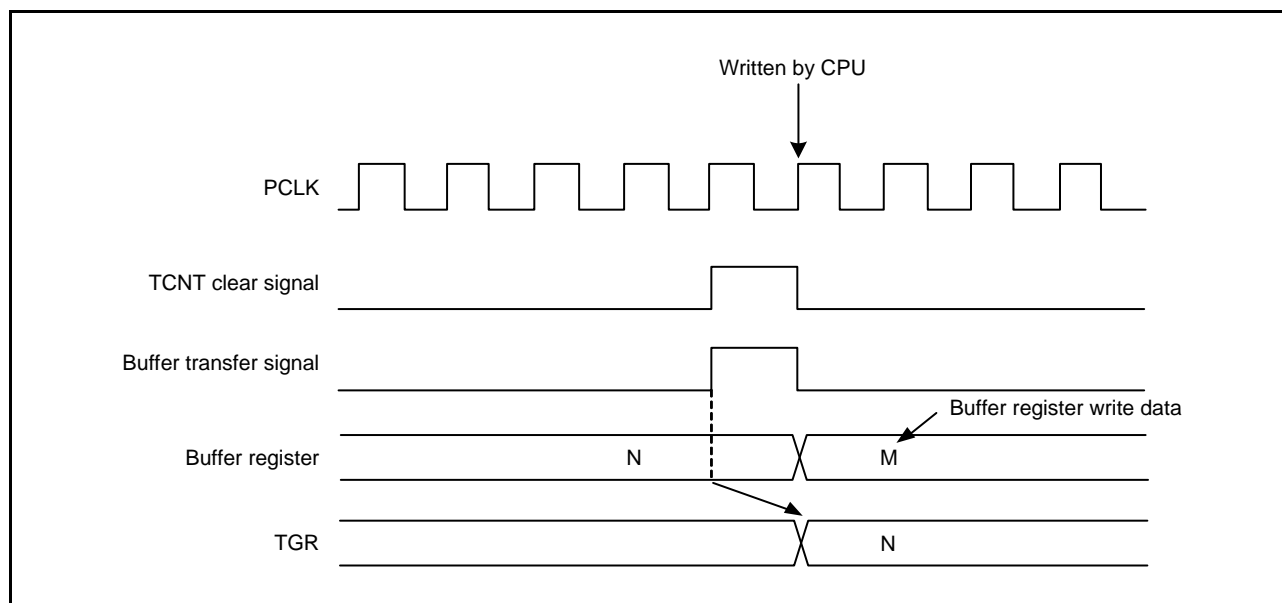 Written by CPU
PCLK
TCNT clear signal
Buffer transfer signal
Buffer register write data
Buffer register
N
M
TGR
N